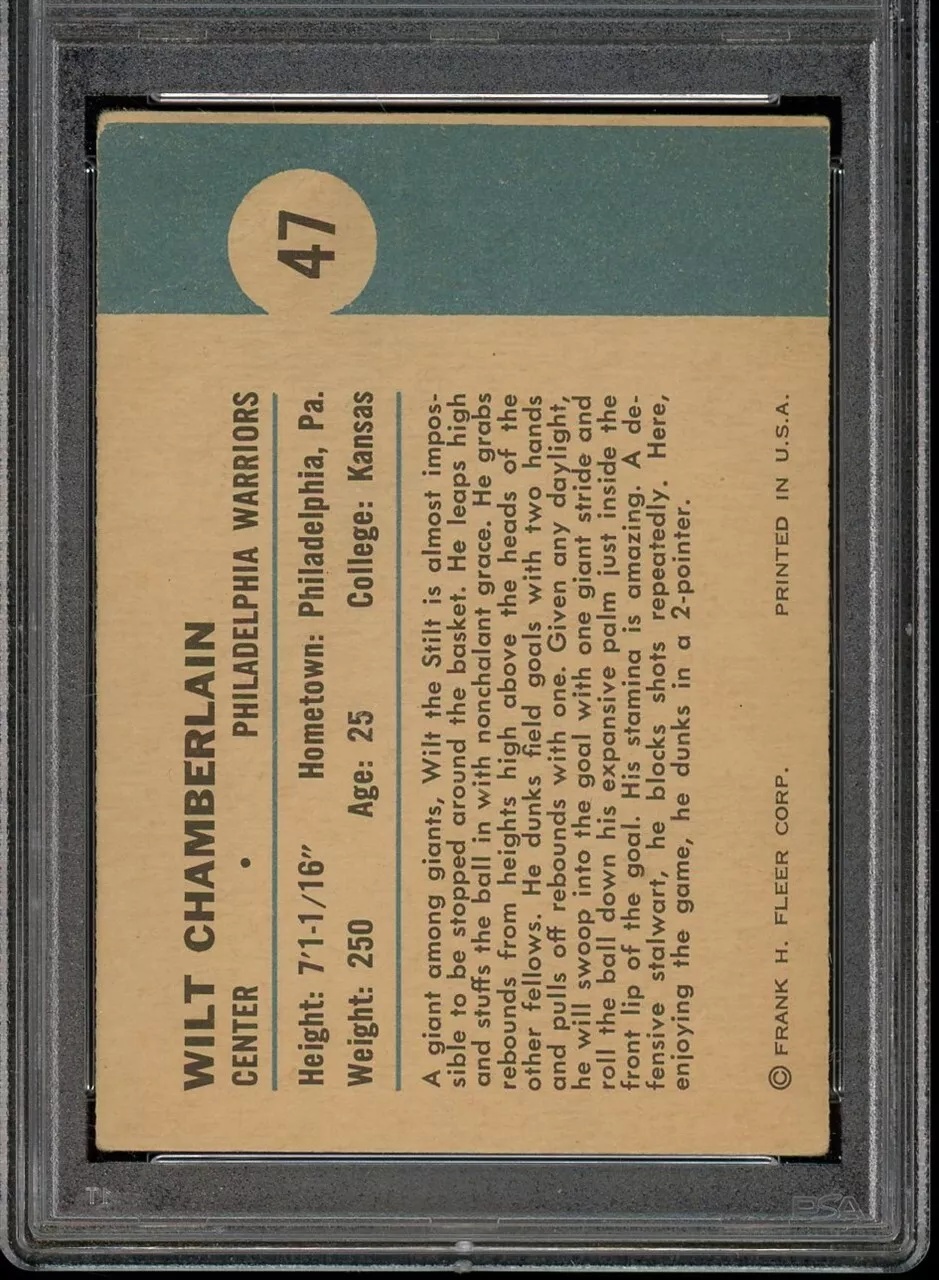 47
WILT CHAMBERLAIN
CENTER • PHILADELPHIA WARRIORS
Height: 7'1-1/16" Hometown: Philadelphia, Pa.
Weight: 250 Age: 25 College: Kansas
A giant among giants, Wilt the Stilt is almost impos-
sible to be stopped around the basket. He leaps high
and stuffs the ball in with nonchalant grace. He grabs
rebounds from heights high above the heads of the
other fellows. He dunks field goals with two hands
and pulls off rebounds with one. Given any daylight,
he will swoop into the goal with one giant stride and
roll the ball down his expansive palm just inside the
front lip of the goal. His stamina is amazing. A de-
fensive stalwart, he blocks shots repeatedly. Here,
enjoying the game, he dunks in a 2-pointer.
© FRANK H. FLEER CORP. PRINTED IN U.S.A.
PSA